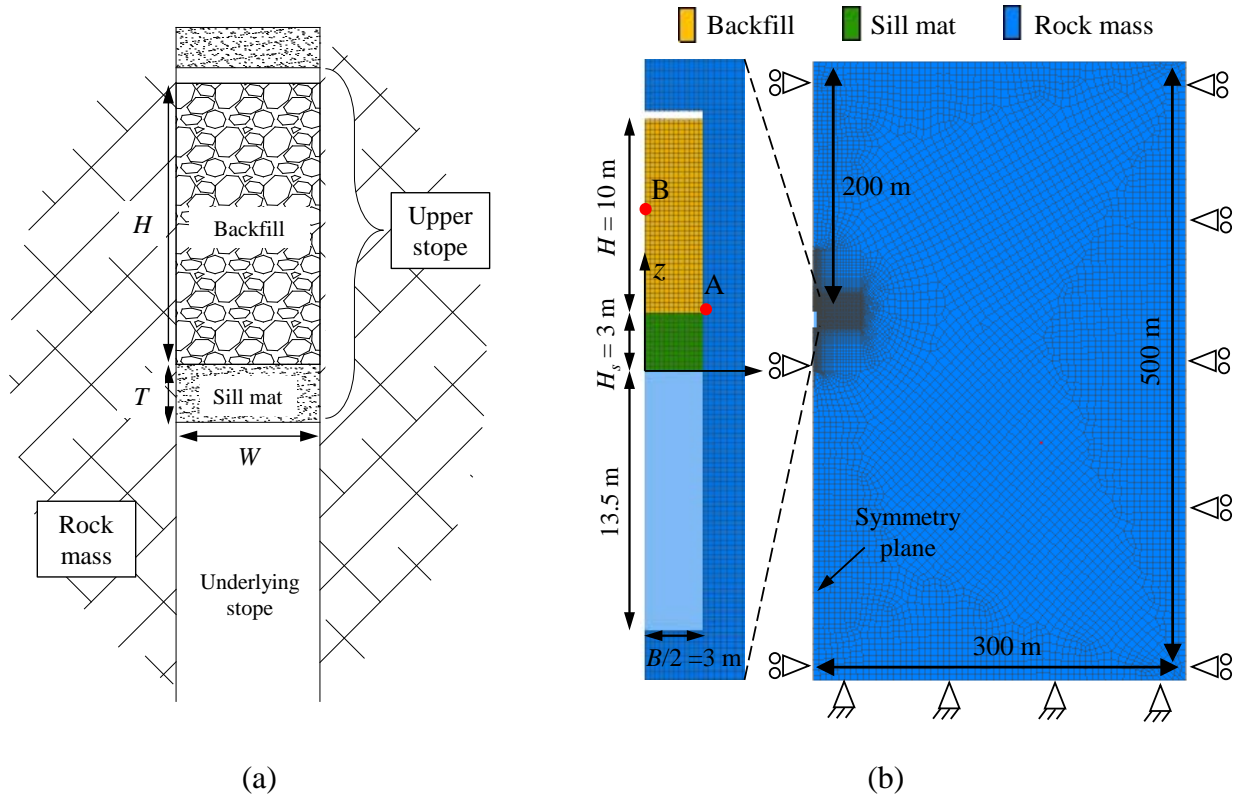 Backfill
Sill mat
Rock mass
H
Backfill
Upper
stope
T
Sill mat
W
Rock
mass
Underlying
stope
B
H = 10 m
z
A
H_s = 3 m
13.5 m
B/2 =3 m
200 m
500 m
Symmetry
plane
300 m
(a)
(b)